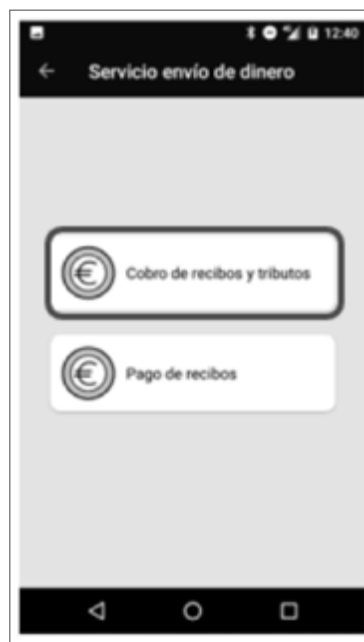 12:40
Servicio envío de dinero
Cobro de recibos y tributos
Pago de recibos